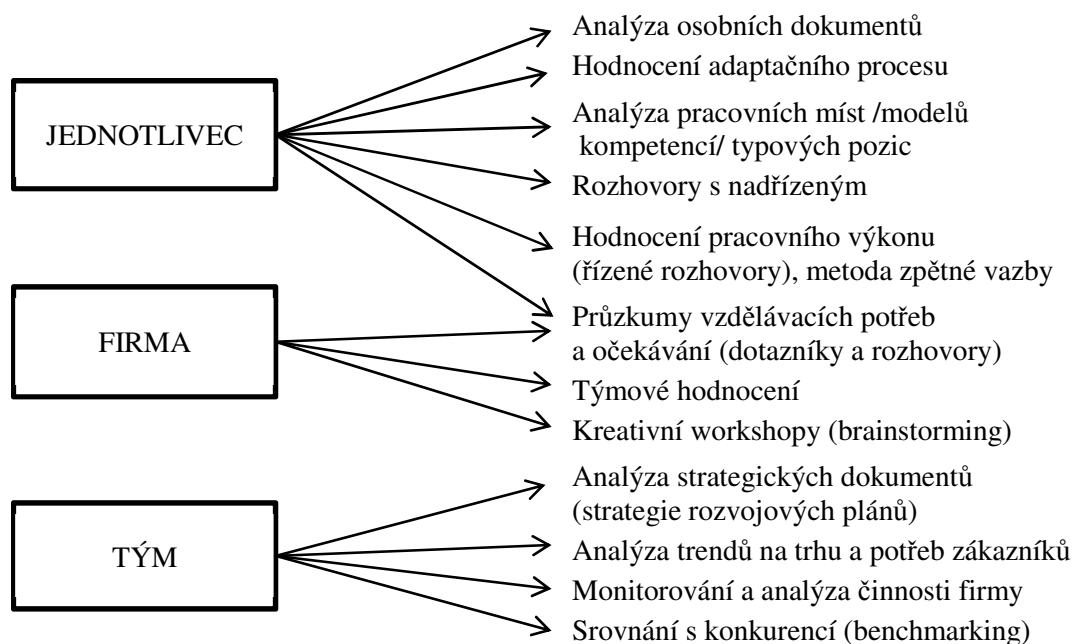 JEDNOTLIVEC
Analýza osobních dokumentů
Hodnocení adaptačního procesu
Analýza pracovních míst /modelů
kompetencí/ typových pozic
Rozhovory s nadřízeným
Hodnocení pracovního výkonu
(řízené rozhovory), metoda zpětné vazby
FIRMA
Průzkumy vzdělávacích potřeb
a očekávání (dotazníky a rozhovory)
Týmové hodnocení
Kreativní workshopy (brainstorming)
TÝM
Analýza strategických dokumentů
(strategie rozvojových plánů)
Analýza trendů na trhu a potřeb zákazníků
Monitorování a analýza činnosti firmy
Srovnání s konkurencí (benchmarking)